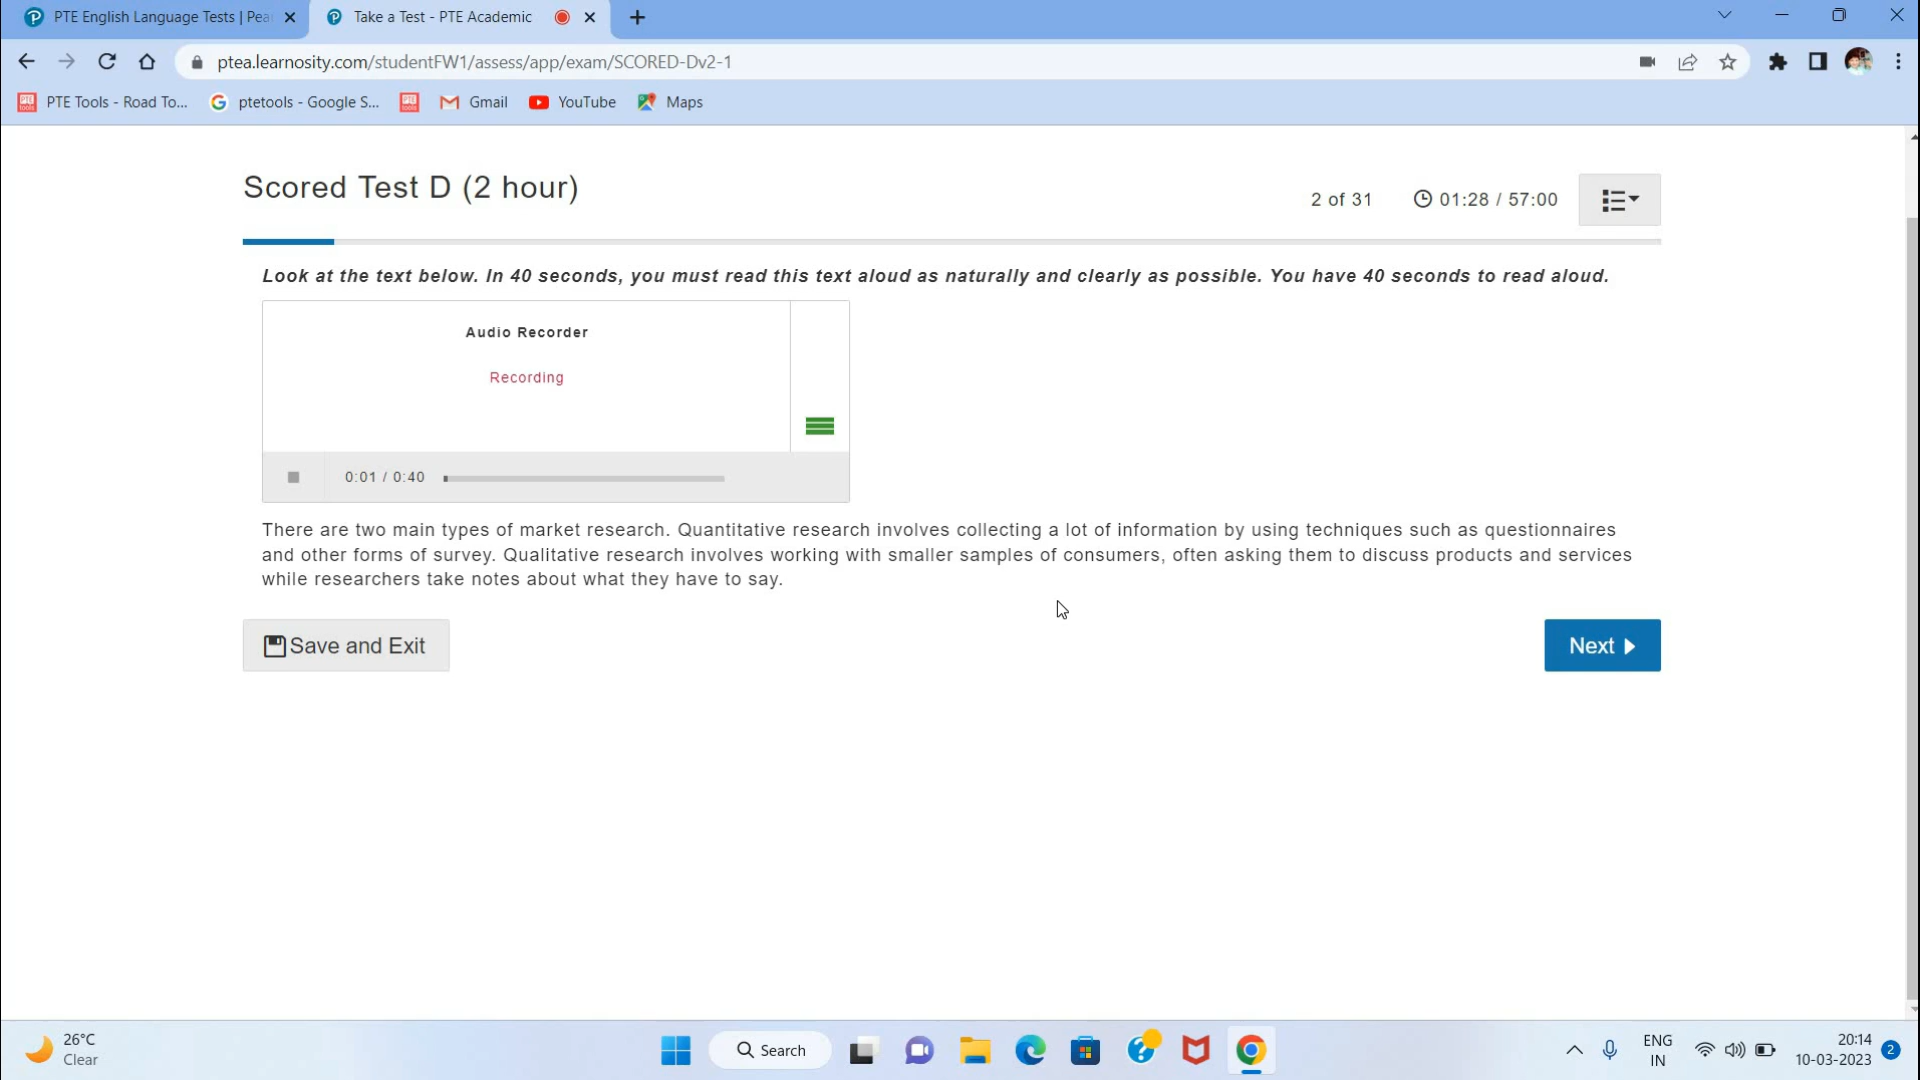 PTE English Language Tests | Pea
Take a Test - PTE Academic
ptea.learnosity.com/studentFW1/assess/app/exam/SCORED-Dv2-1
PTE Tools - Road To...
ptetools - Google S...
Gmail
YouTube
Maps
Scored Test D (2 hour)
2 of 31
01:28 / 57:00
Look at the text below. In 40 seconds, you must read this text aloud as naturally and clearly as possible. You have 40 seconds to read aloud.
Audio Recorder
Recording
0:01 / 0:40
There are two main types of market research. Quantitative research involves collecting a lot of information by using techniques such as questionnaires
and other forms of survey. Qualitative research involves working with smaller samples of consumers, often asking them to discuss products and services
while researchers take notes about what they have to say.
Save and Exit
Next
26°C
Clear
Search
ENG
IN
20:14
10-03-2023
2